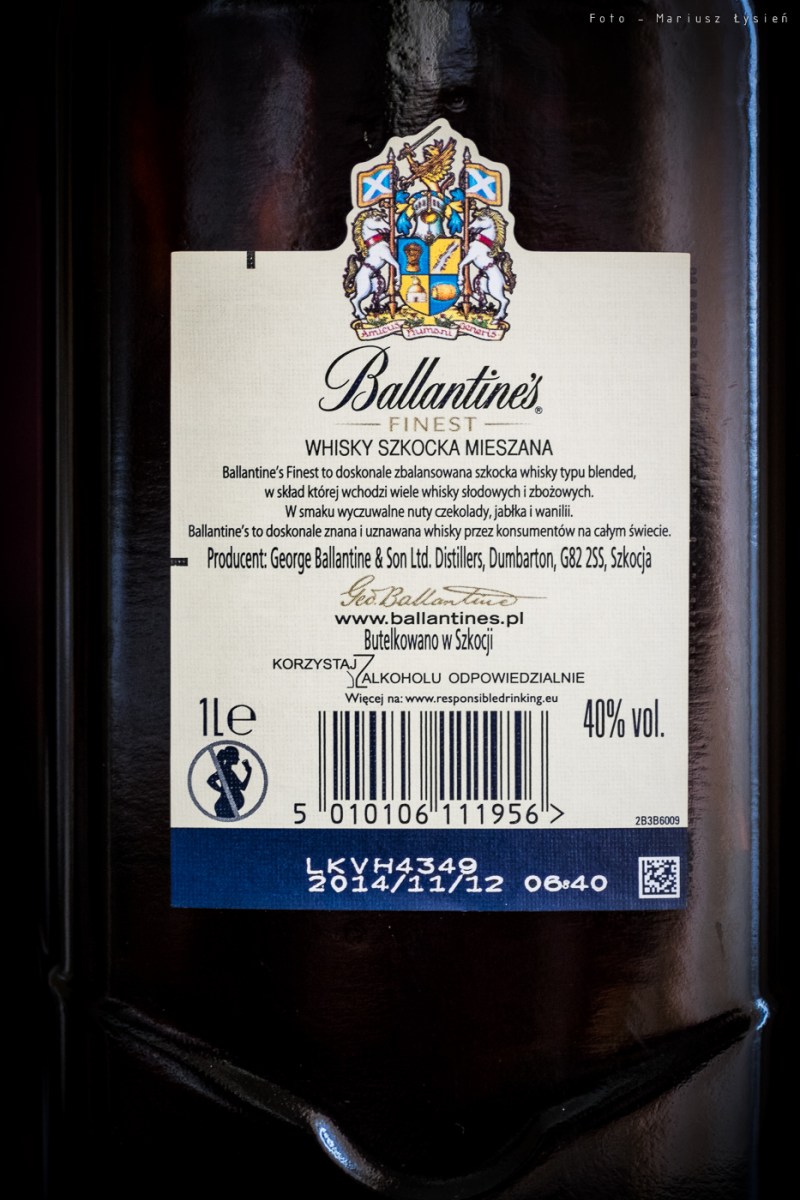 Foto - Mariusz Łysień
Amicus Humani Generis
Ballantine's®
FINEST
WHISKY SZKOCKA MIESZANA
Ballantine's Finest to doskonale zbalansowana szkocka whisky typu blended,
w skład której wchodzi wiele whisky słodowych i zbożowych.
W smaku wyczuwalne nuty czekolady, jabłka i wanilii.
Ballantine's to doskonale znana i uznawana whisky przez konsumentów na całym świecie.
Producent: George Ballantine & Son Ltd. Distillers, Dumbarton, G82 2SS, Szkocja
Geo. Ballantine
www.ballantines.pl
Butelkowano w Szkocji
KORZYSTAJ Z ALKOHOLU ODPOWIEDZIALNIE
Więcej na: www.responsibledrinking.eu
1L℮
40% vol.
5 010106 111956 >
2B3B6009
LKVH4349
2014/11/12 06:40